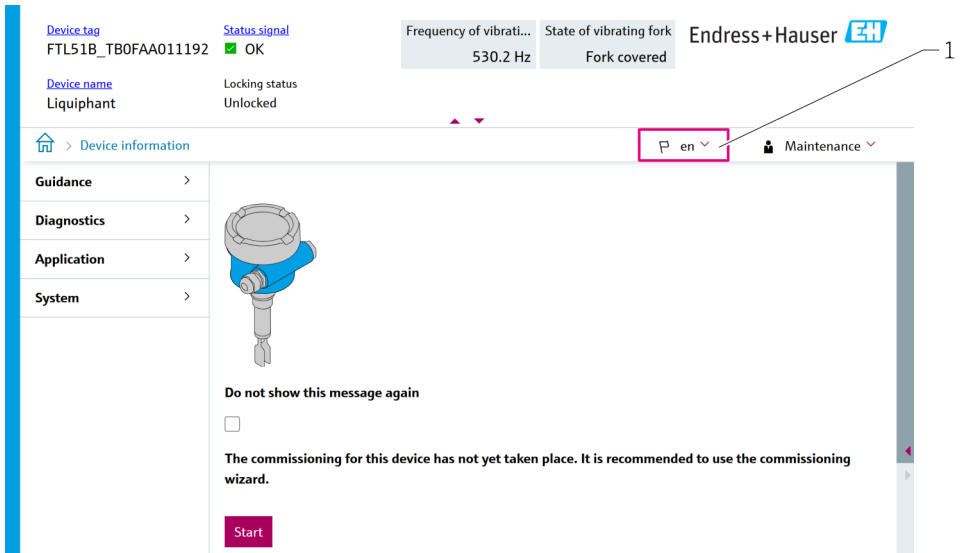 Device tag
FTL51B_TB0FAA011192
Status signal
OK
Frequency of vibrati...
530.2 Hz
State of vibrating fork
Fork covered
Endress+Hauser EH
1
Device name
Liquiphant
Locking status
Unlocked
> Device information
en
Maintenance
Guidance >
Diagnostics >
Application >
System >
Do not show this message again
The commissioning for this device has not yet taken place. It is recommended to use the commissioning
wizard.
Start